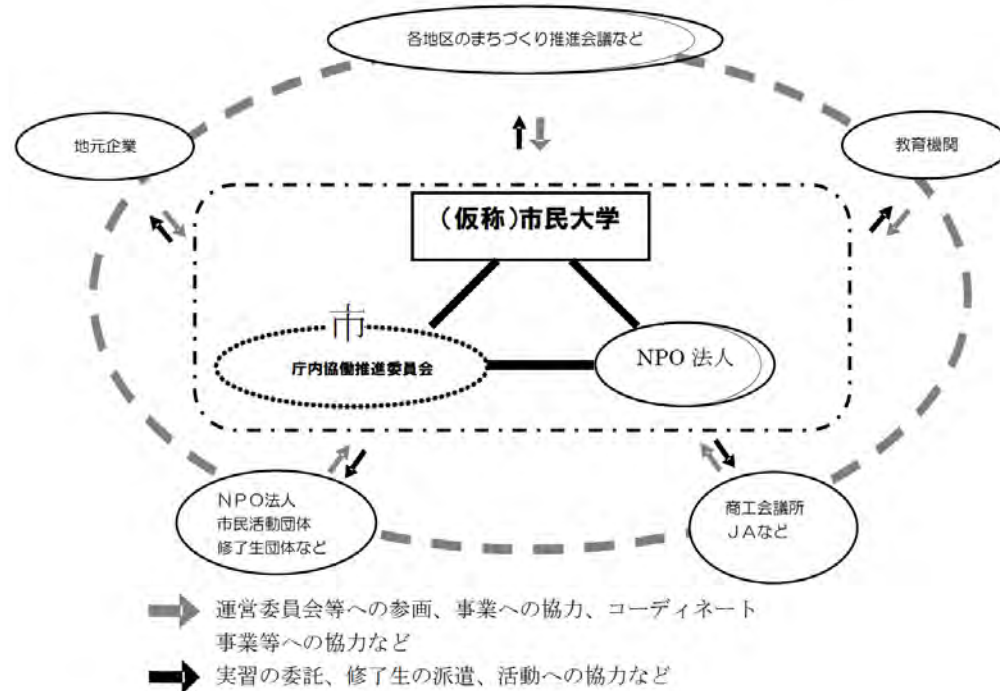 各地区のまちづくり推進会議など
地元企業
教育機関
（仮称）市民大学
市
庁内協働推進委員会
NPO 法人
ＮＰＯ法人
市民活動団体
修了生団体など
商工会議所
ＪＡなど
運営委員会等への参画、事業への協力、コーディネート
事業等への協力など
実習の委託、修了生の派遣、活動への協力など